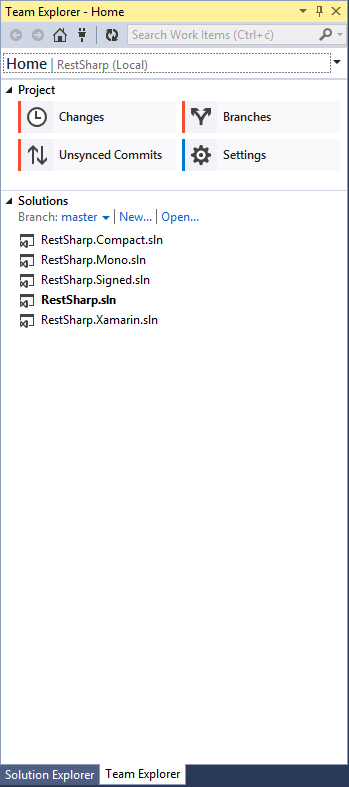 Team Explorer - Home
Search Work Items (Ctrl+ć)
Home | RestSharp (Local)
Project
Changes
Branches
Unsynced Commits
Settings
Solutions
Branch: master | New... | Open...
RestSharp.Compact.sln
RestSharp.Mono.sln
RestSharp.Signed.sln
RestSharp.sln
RestSharp.Xamarin.sln
Solution Explorer
Team Explorer